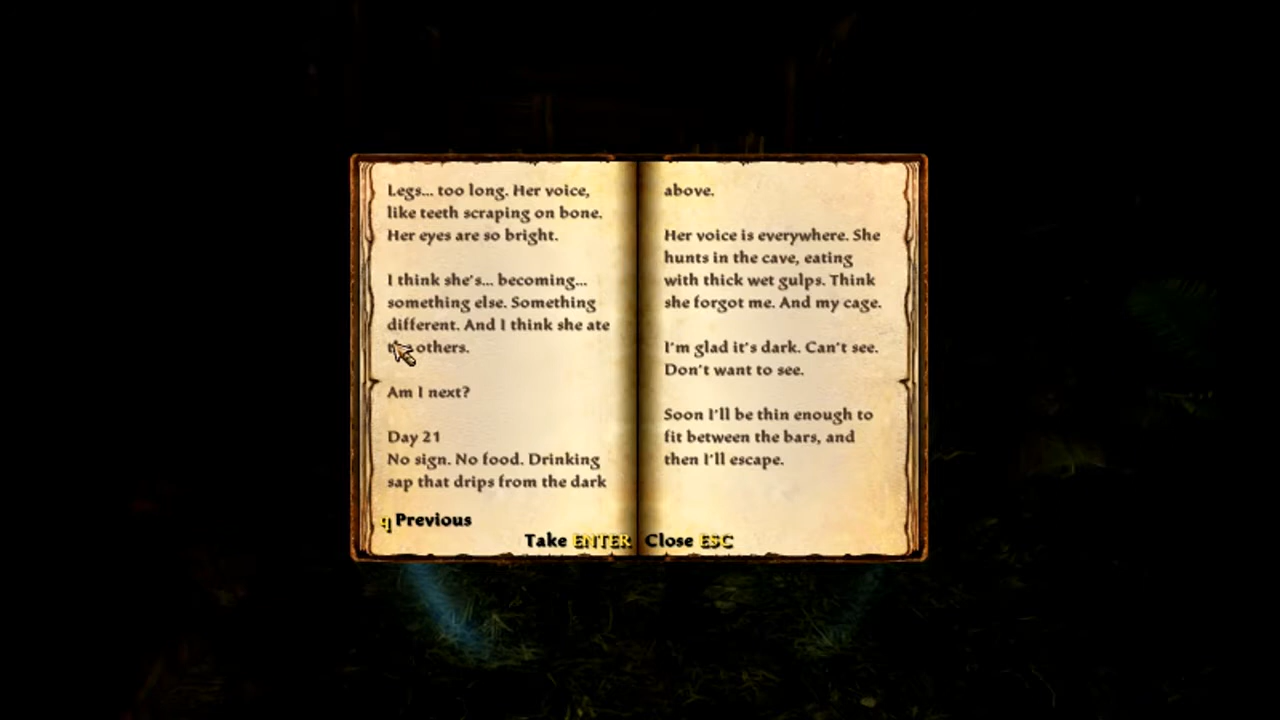 Legs... too long. Her voice,
like teeth scraping on bone.
Her eyes are so bright.
I think she's... becoming...
something else. Something
different. And I think she ate
the others.
Am I next?
Day 21
No sign. No food. Drinking
sap that drips from the dark
above.
Her voice is everywhere. She
hunts in the cave, eating
with thick wet gulps. Think
she forgot me. And my cage.
I'm glad it's dark. Can't see.
Don't want to see.
Soon I'll be thin enough to
fit between the bars, and
then I'll escape.
q Previous
Take ENTER Close ESC